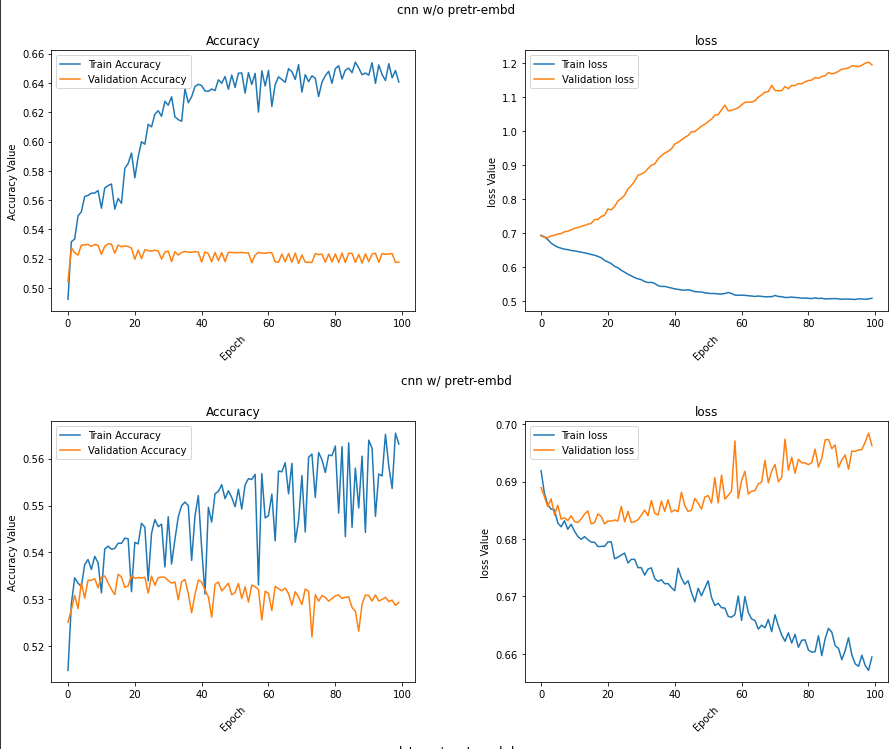 cnn w/o pretr-embd
Accuracy
Train Accuracy
Validation Accuracy
0.66
0.64
0.62
0.60
0.58
0.56
0.54
0.52
0.50
Accuracy Value
0 20 40 60 80 100
Epoch
loss
Train loss
Validation loss
1.2
1.1
1.0
0.9
0.8
0.7
0.6
0.5
loss Value
0 20 40 60 80 100
Epoch
cnn w/ pretr-embd
Accuracy
Train Accuracy
Validation Accuracy
0.56
0.55
0.54
0.53
0.52
Accuracy Value
0 20 40 60 80 100
Epoch
loss
Train loss
Validation loss
0.70
0.69
0.68
0.67
0.66
loss Value
0 20 40 60 80 100
Epoch